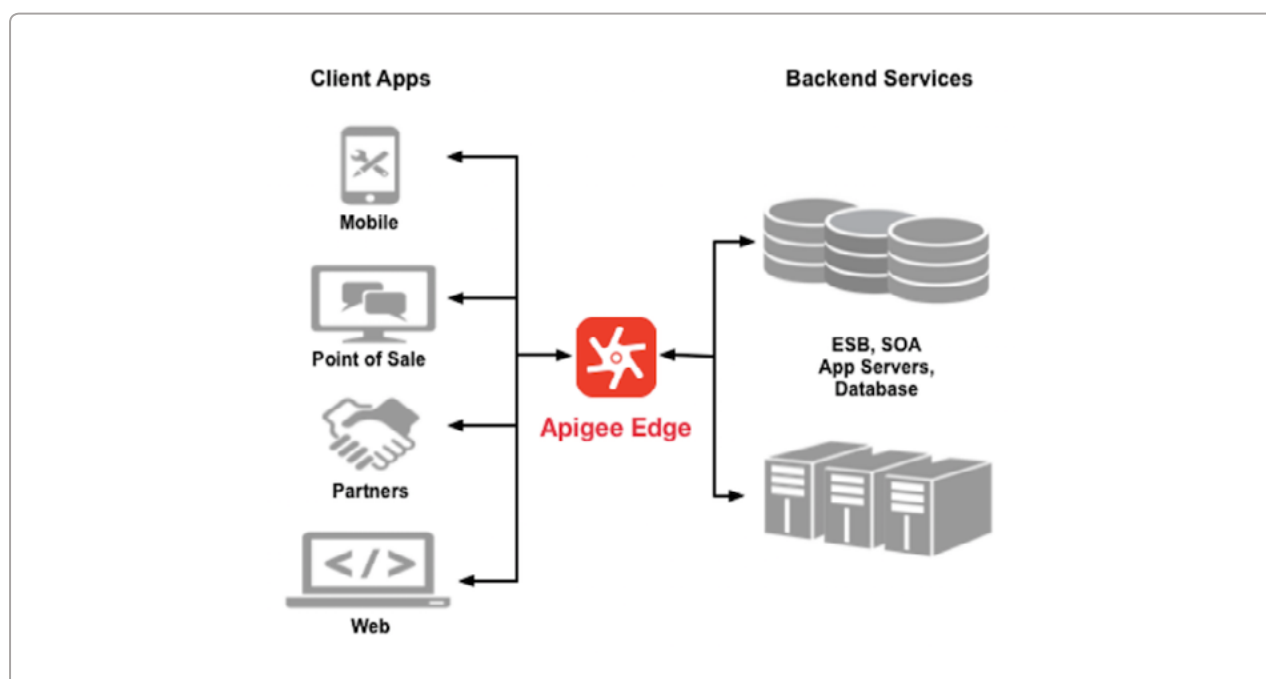 Client Apps
Backend Services
Mobile
Point of Sale
Partners
</>
Web
Apigee Edge
ESB, SOA
App Servers,
Database